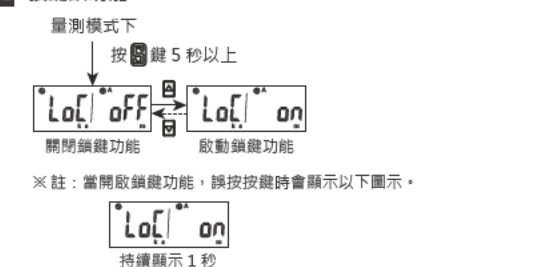 量測模式下
按 S 鍵 5 秒以上
LoC oFF
LoC on
關閉鎖鍵功能
啟動鎖鍵功能
※ 註：當開啟鎖鍵功能，誤按按鍵時會顯示以下圖示。
LoC on
持續顯示 1 秒